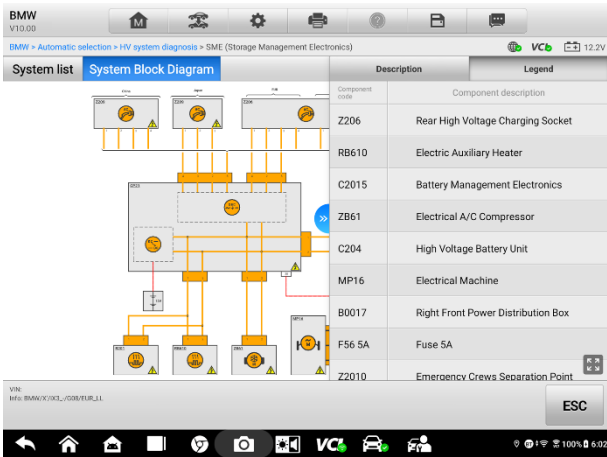 BMW
V10.00
BMW > Automatic selection > HV system diagnosis > SME (Storage Management Electronics)
VCI
12.2V
System list
System Block Diagram
Description
Legend
Component code
Component description
Z206
Rear High Voltage Charging Socket
RB610
Electric Auxiliary Heater
C2015
Battery Management Electronics
ZB61
Electrical A/C Compressor
C204
High Voltage Battery Unit
MP16
Electrical Machine
B0017
Right Front Power Distribution Box
F56 5A
Fuse 5A
Z2010
Emergency Crews Separation Point
VIN:
ESC
VC
100%
6:02